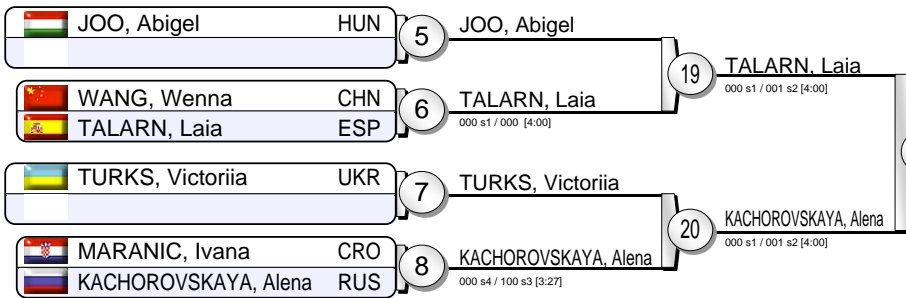 JOO, Abigel HUN
5
JOO, Abigel
19
TALARN, Laia
000 s1 / 001 s2 [4:00]
WANG, Wenna CHN
TALARN, Laia ESP
6
TALARN, Laia
000 s1 / 000 [4:00]
TURKS, Victoriia UKR
7
TURKS, Victoriia
20
KACHOROVSKAYA, Alena
000 s1 / 001 s2 [4:00]
MARANIC, Ivana CRO
KACHOROVSKAYA, Alena RUS
8
KACHOROVSKAYA, Alena
000 s4 / 100 s3 [3:27]